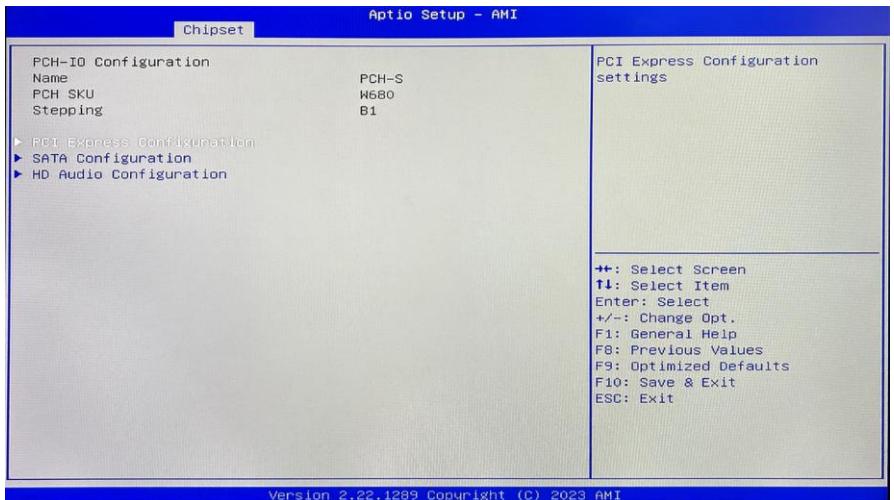 Aptio Setup – AMI
Chipset
PCH-IO Configuration
Name PCH-S
PCH SKU W680
Stepping B1
▶ PCI Express Configuration
▶ SATA Configuration
▶ HD Audio Configuration
PCI Express Configuration
settings
→←: Select Screen
↑↓: Select Item
Enter: Select
+/-: Change Opt.
F1: General Help
F8: Previous Values
F9: Optimized Defaults
F10: Save & Exit
ESC: Exit
Version 2.22.1289 Copyright (C) 2023 AMI